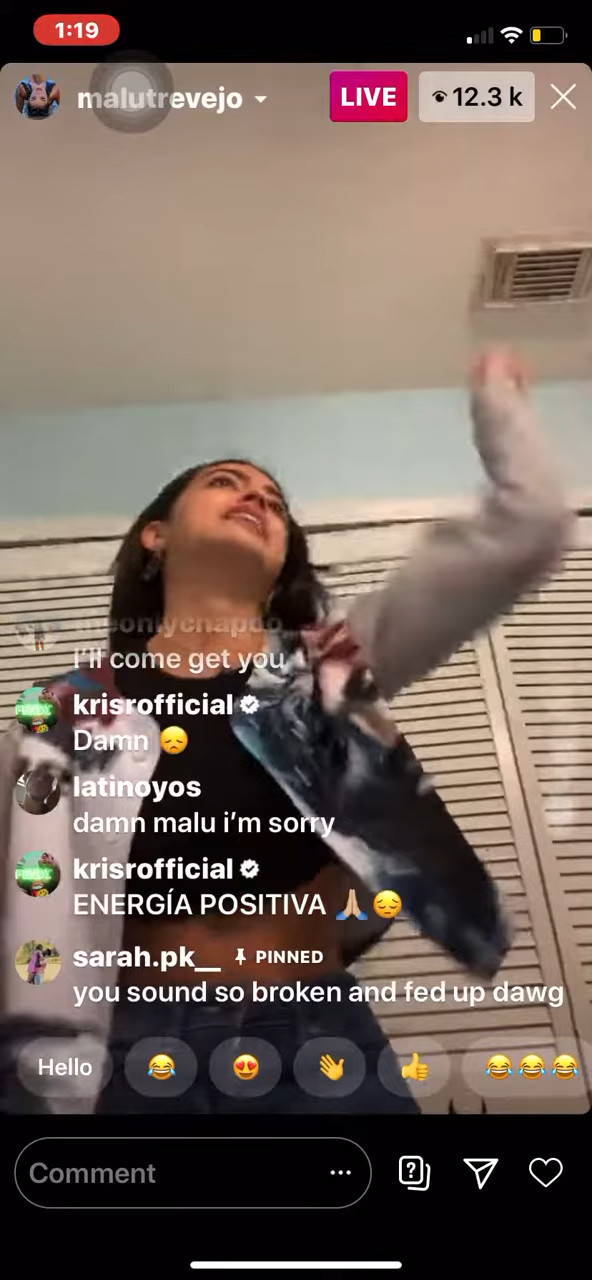 1:19
malutrevejo
LIVE
12.3 k
I'll come get you
krisrofficial
Damn 😞
latinoyos
damn malu i'm sorry
krisrofficial
ENERGÍA POSITIVA 🙏🏼😔
sarah.pk__ PINNED
you sound so broken and fed up dawg
Hello 😂 😍 👋 👍 😂😂😂
Comment